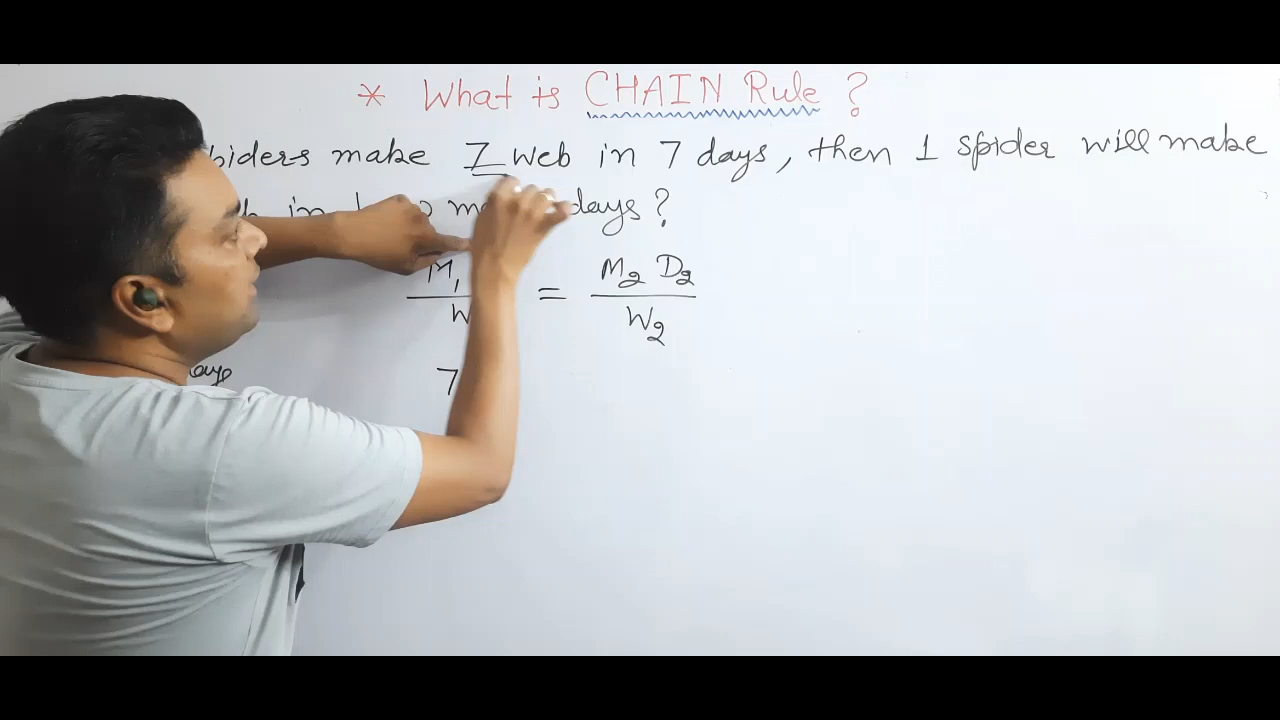 * What is CHAIN Rule ?
make 7 web in 7 days, then 1 spider will make
in days ?
M₁ = M₂ D₂
W W₂
7